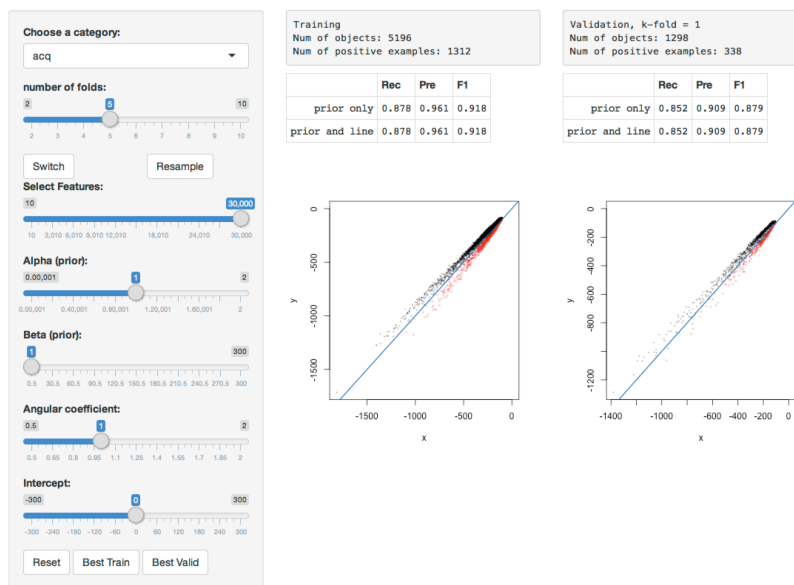 Choose a category:
acq
number of folds:
2 5 10
2 3 4 5 6 7 8 9 10
Switch Resample
Select Features:
10 30,000
10 3,010 6,010 9,010 12,010 18,010 24,010 30,000
Alpha (prior):
0.00,001 1 2
0.00,001 0.40,001 0.80,001 1.20,001 1.60,001 2
Beta (prior):
1 300
0.5 30.5 60.5 90.5 120.5 150.5 180.5 210.5 240.5 270.5 300
Angular coefficient:
0.5 1 2
0.5 0.65 0.8 0.95 1.1 1.25 1.4 1.55 1.7 1.85 2
Intercept:
-300 0 300
-300 -240 -180 -120 -60 0 60 120 180 240 300
Reset Best Train Best Valid
Training
Num of objects: 5196
Num of positive examples: 1312
Rec Pre F1
prior only 0.878 0.961 0.918
prior and line 0.878 0.961 0.918
y
0
-500
-1000
-1500
-1500 -1000 -500 0
x
Validation, k-fold = 1
Num of objects: 1298
Num of positive examples: 338
Rec Pre F1
prior only 0.852 0.909 0.879
prior and line 0.852 0.909 0.879
y
0
-200
-400
-600
-800
-1200
-1400 -1000 -600 -400 -200 0
x